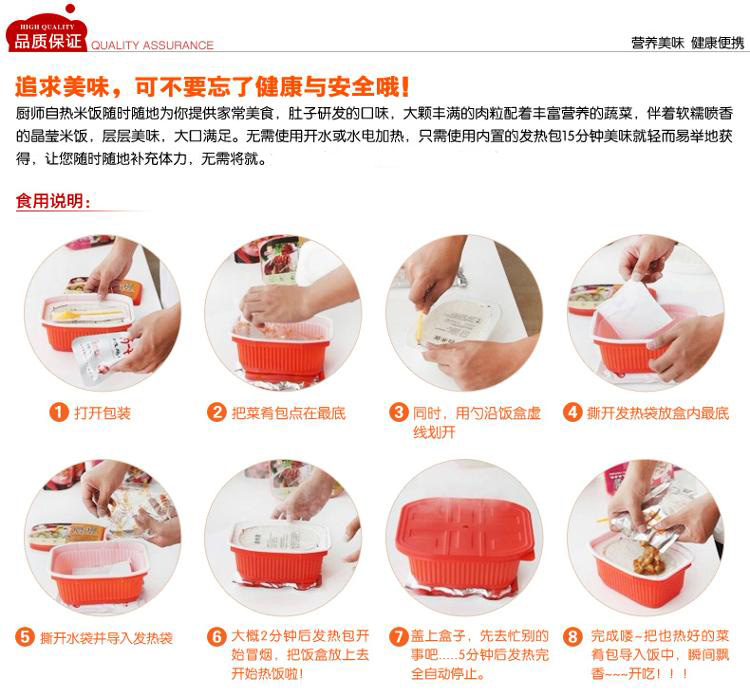 HIGH QUALITY
品质保证
QUALITY ASSURANCE
营养美味 健康便携
追求美味，可不要忘了健康与安全哦！
厨师自热米饭随时随地为你提供家常美食，肚子研发的口味，大颗丰满的肉粒配着丰富营养的蔬菜，伴着软糯喷香
的晶莹米饭，层层美味，大口满足。无需使用开水或水电加热，只需使用内置的发热包15分钟美味就轻而易举地获
得，让您随时随地补充体力，无需将就。
食用说明：
1 打开包装
2 把菜肴包点在最底
3 同时，用勺沿饭盒虚
线划开
4 撕开发热袋放盒内最底
5 撕开水袋并导入发热袋
6 大概2分钟后发热包开
始冒烟，把饭盒放上去
开始热饭啦！
7 盖上盒子，先去忙别的
事吧.....5分钟后发热完
全自动停止。
8 完成喽~把也热好的菜
肴包导入饭中，瞬间飘
香~~~开吃！！！